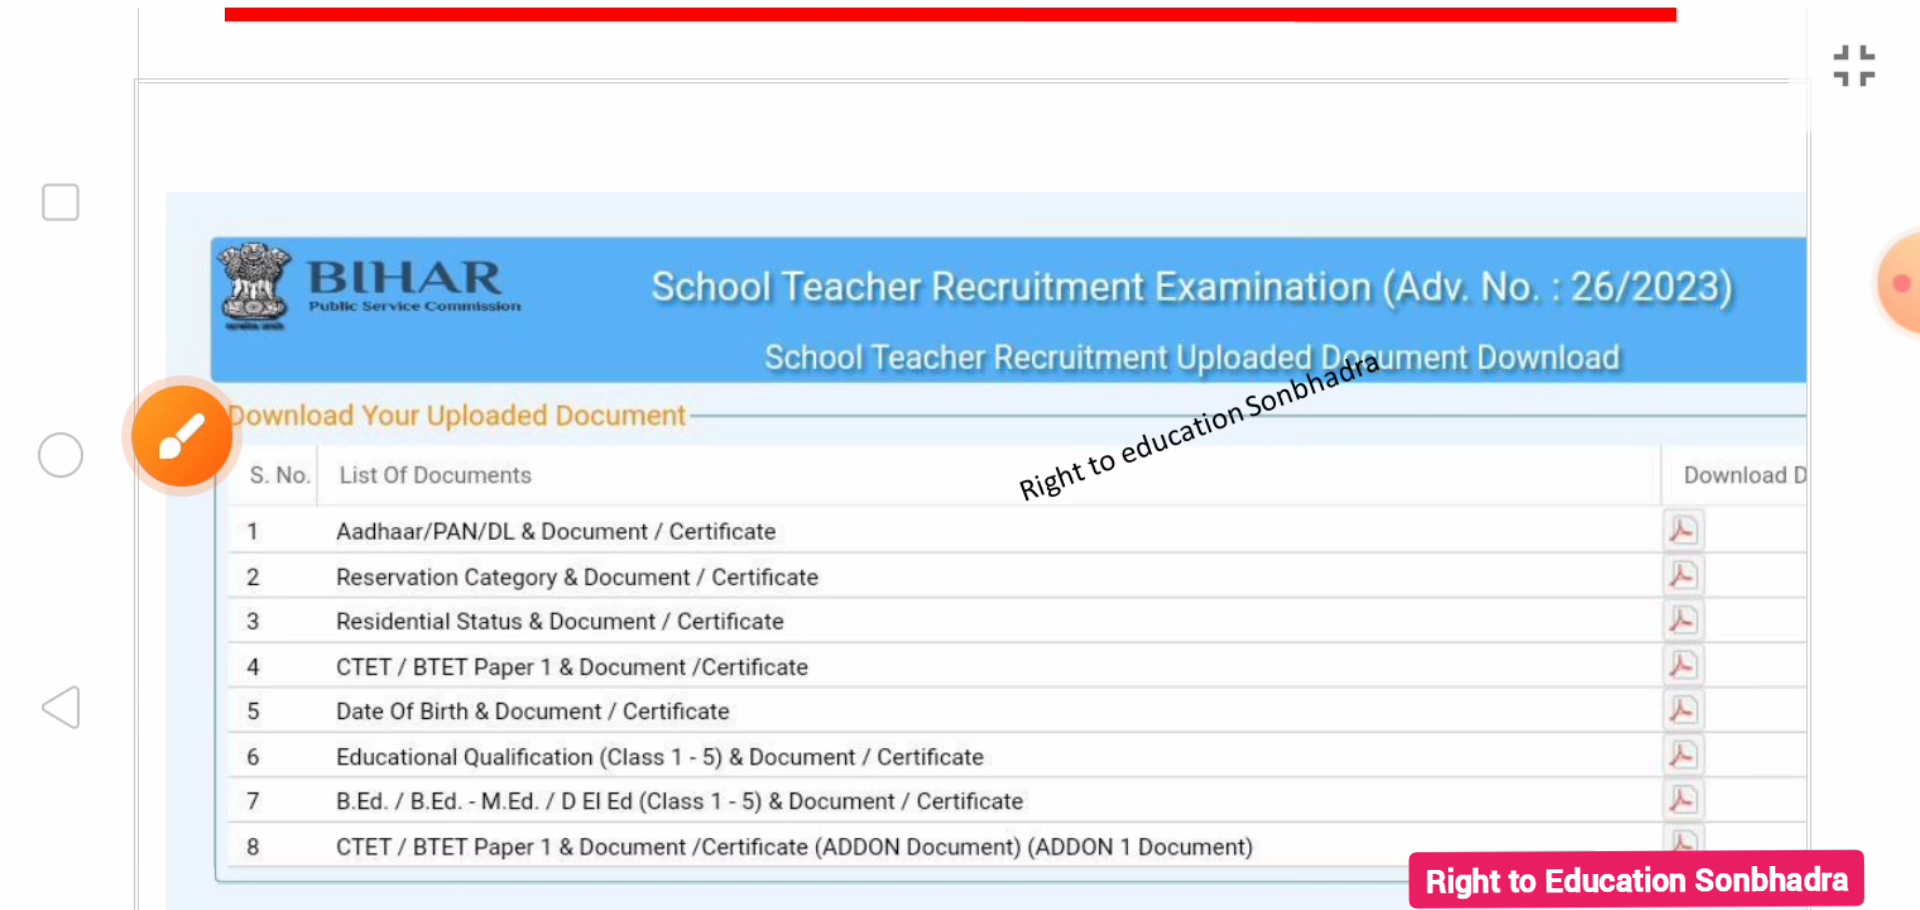 BIHAR
Public Service Commission
School Teacher Recruitment Examination (Adv. No. : 26/2023)
School Teacher Recruitment Uploaded Document Download
Download Your Uploaded Document
Right to education Sonbhadra
S. No. List Of Documents Download D
1 Aadhaar/PAN/DL & Document / Certificate
2 Reservation Category & Document / Certificate
3 Residential Status & Document / Certificate
4 CTET / BTET Paper 1 & Document /Certificate
5 Date Of Birth & Document / Certificate
6 Educational Qualification (Class 1 - 5) & Document / Certificate
7 B.Ed. / B.Ed. - M.Ed. / D El Ed (Class 1 - 5) & Document / Certificate
8 CTET / BTET Paper 1 & Document /Certificate (ADDON Document) (ADDON 1 Document)
Right to Education Sonbhadra